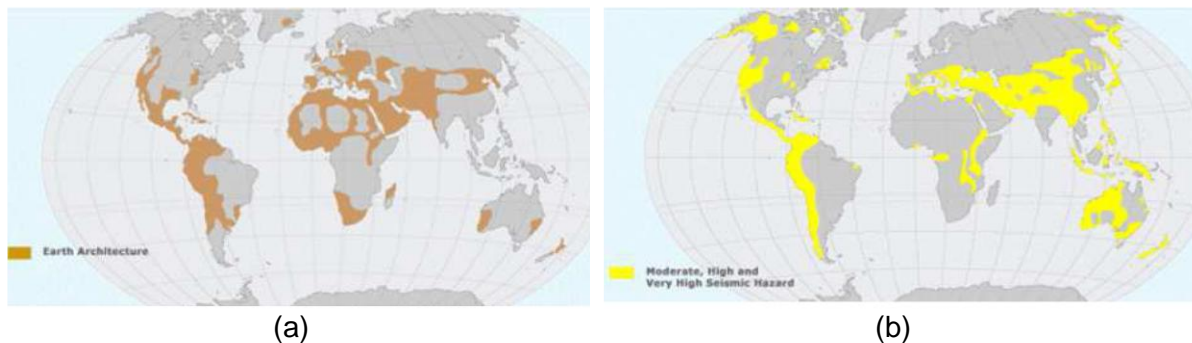 Earth Architecture
Moderate, High and
Very High Seismic Hazard
(a)
(b)